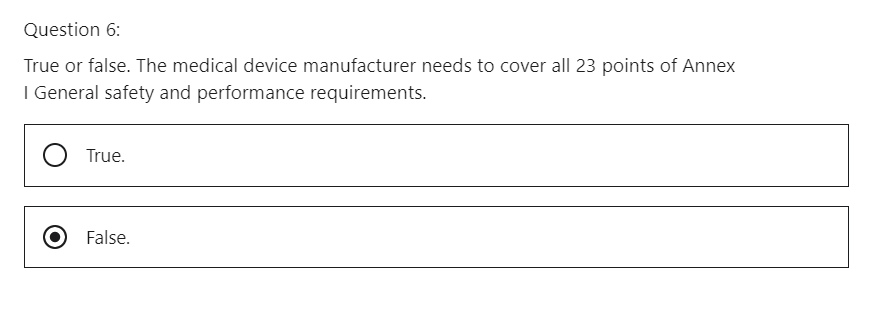 Question 6:
True or false. The medical device manufacturer needs to cover all 23 points of Annex
I General safety and performance requirements.
True.
False.